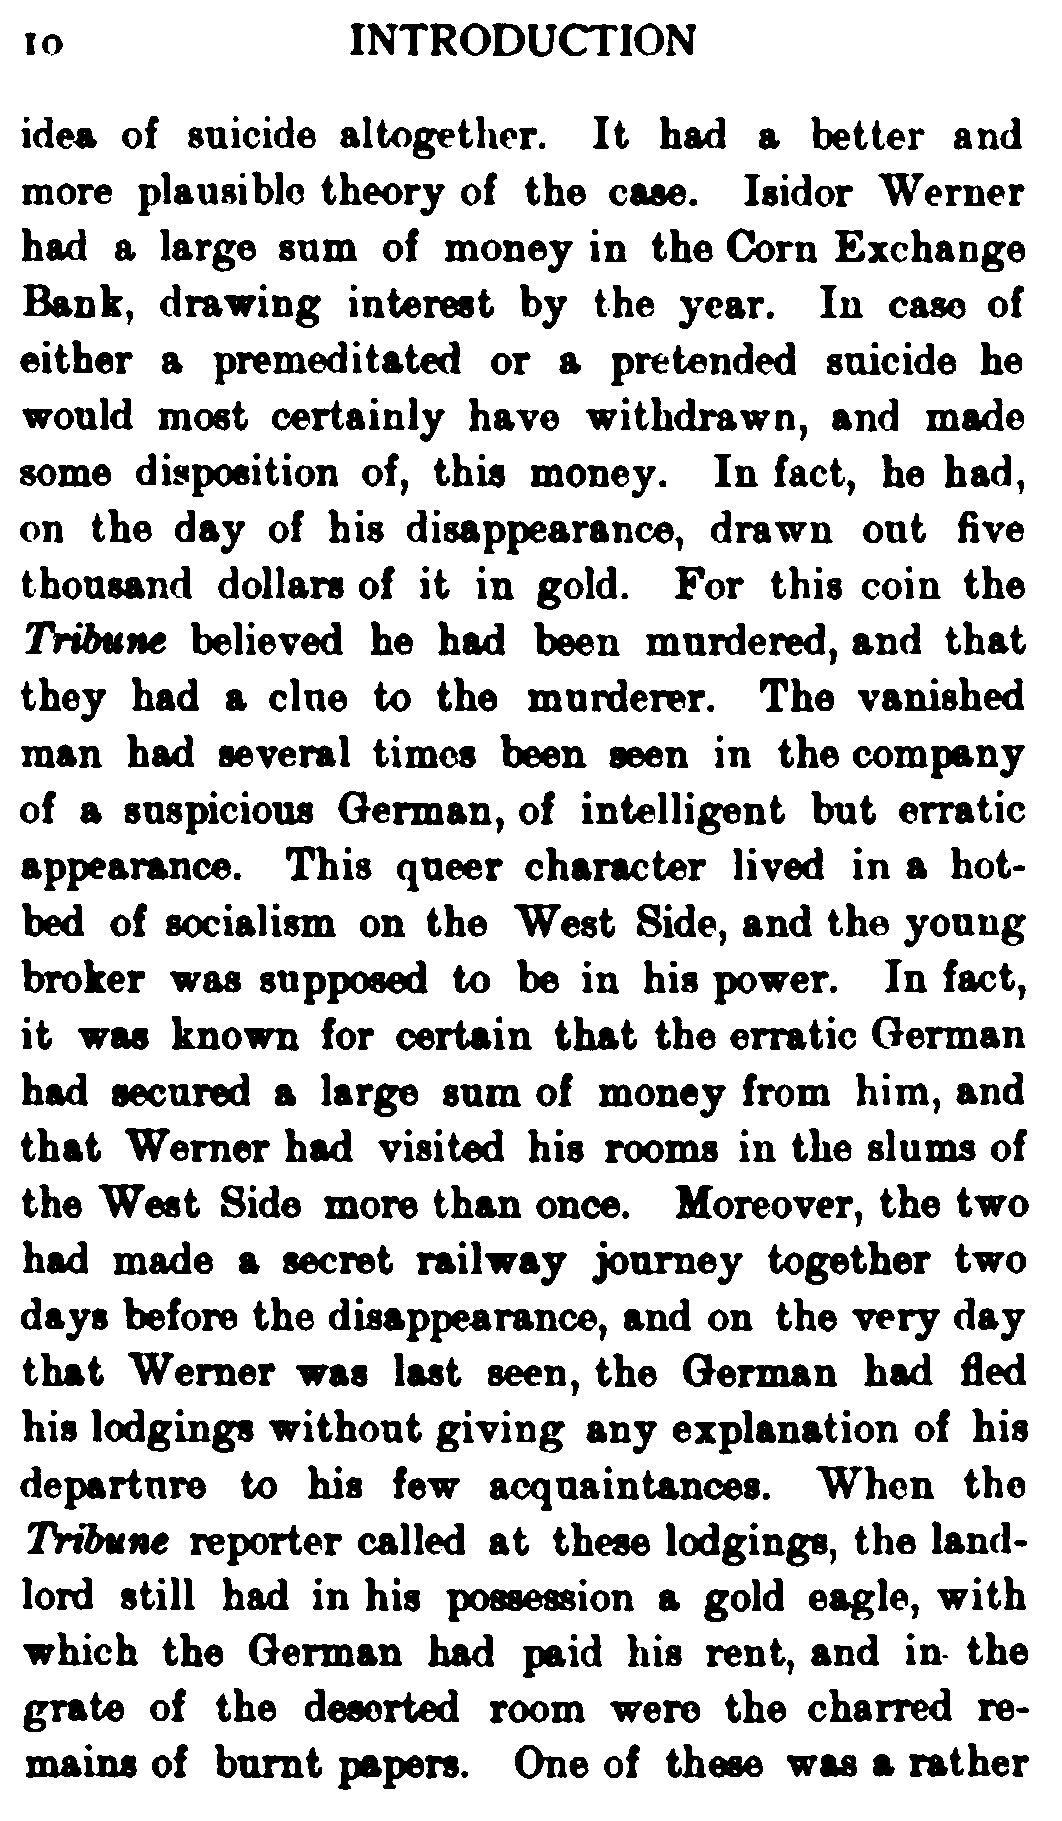 10 INTRODUCTION
idea of suicide altogether. It had a better and
more plausible theory of the case. Isidor Werner
had a large sum of money in the Corn Exchange
Bank, drawing interest by the year. In case of
either a premeditated or a pretended suicide he
would most certainly have withdrawn, and made
some disposition of, this money. In fact, he had,
on the day of his disappearance, drawn out five
thousand dollars of it in gold. For this coin the
Tribune believed he had been murdered, and that
they had a clue to the murderer. The vanished
man had several times been seen in the company
of a suspicious German, of intelligent but erratic
appearance. This queer character lived in a hot-
bed of socialism on the West Side, and the young
broker was supposed to be in his power. In fact,
it was known for certain that the erratic German
had secured a large sum of money from him, and
that Werner had visited his rooms in the slums of
the West Side more than once. Moreover, the two
had made a secret railway journey together two
days before the disappearance, and on the very day
that Werner was last seen, the German had fled
his lodgings without giving any explanation of his
departure to his few acquaintances. When the
Tribune reporter called at these lodgings, the land-
lord still had in his possession a gold eagle, with
which the German had paid his rent, and in the
grate of the deserted room were the charred re-
mains of burnt papers. One of these was a rather